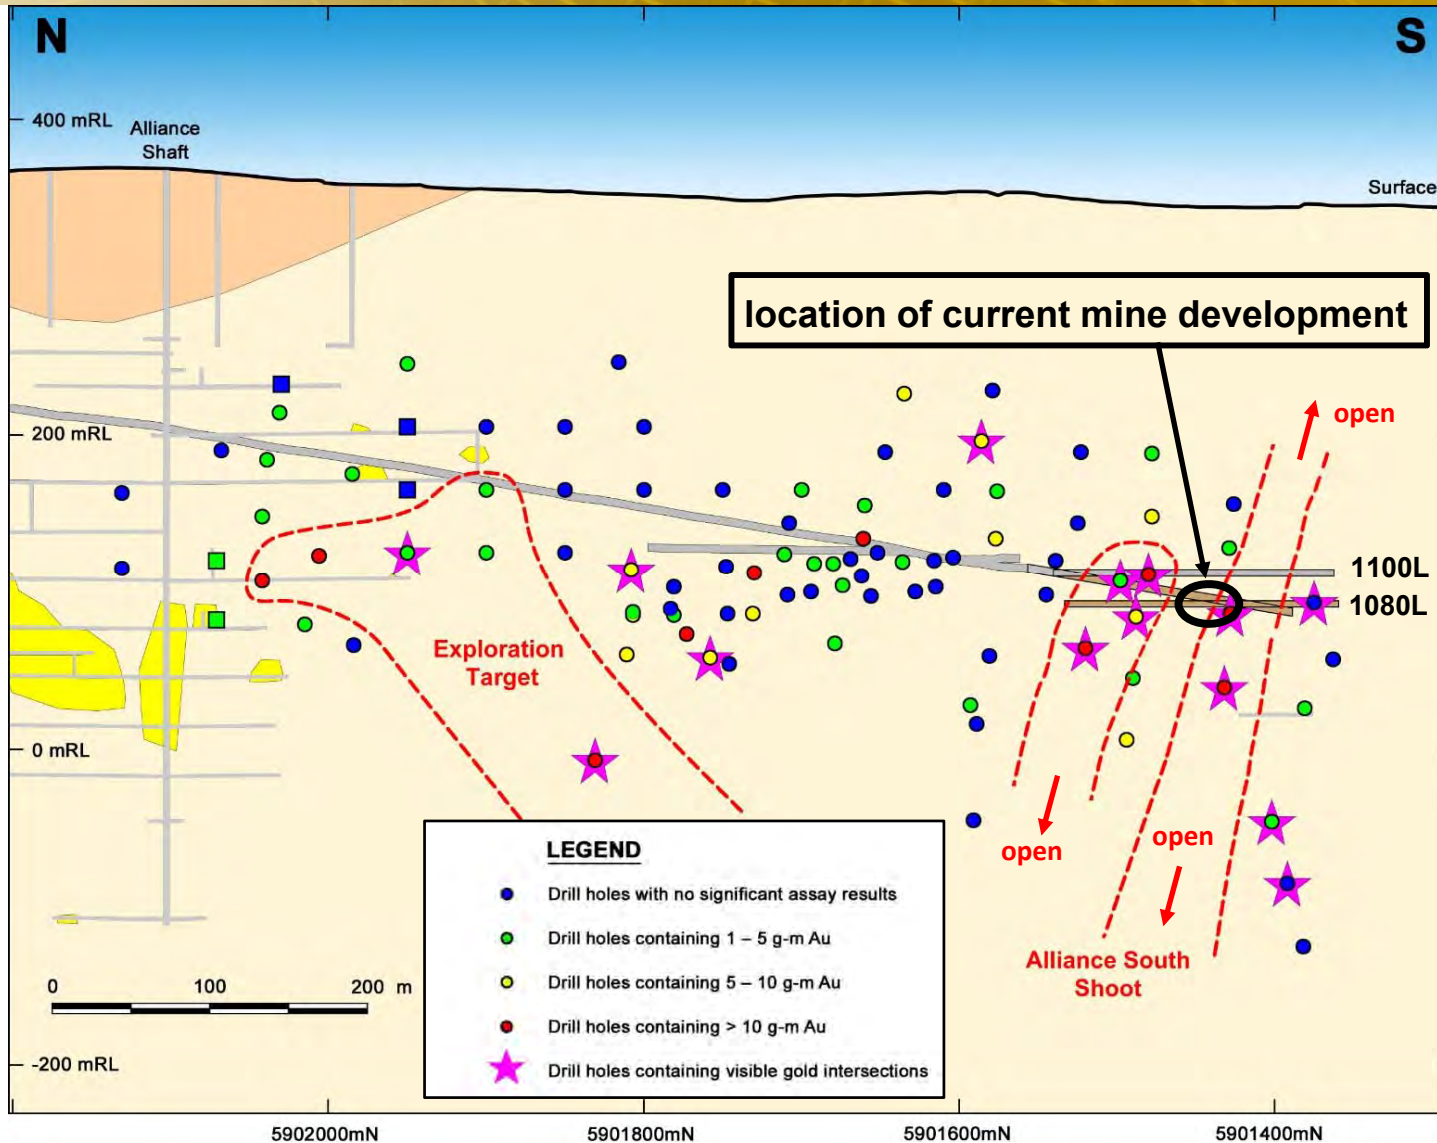 N
S
400 mRL
Alliance
Shaft
Surface
location of current mine development
open
200 mRL
1100L
1080L
Exploration
Target
0 mRL
open
open
Alliance South
Shoot
LEGEND
Drill holes with no significant assay results
Drill holes containing 1 – 5 g-m Au
Drill holes containing 5 – 10 g-m Au
Drill holes containing > 10 g-m Au
Drill holes containing visible gold intersections
0 100 200 m
-200 mRL
5902000mN 5901800mN 5901600mN 5901400mN